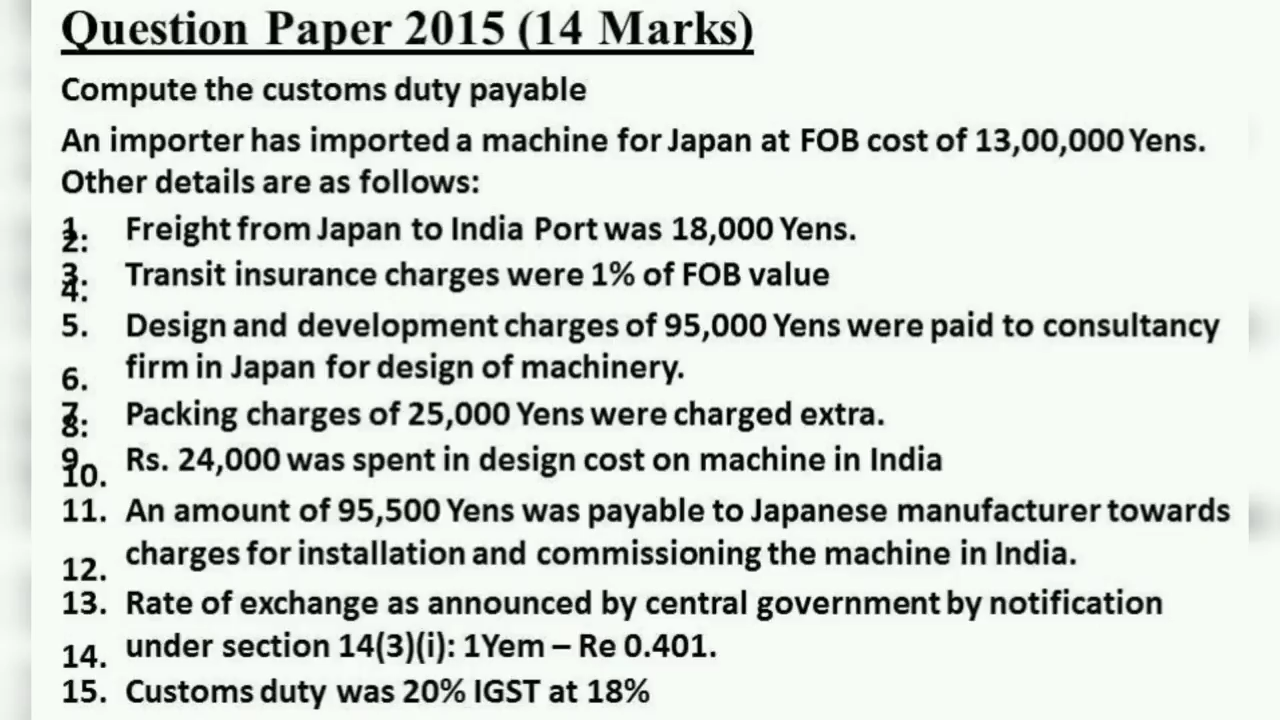 Question Paper 2015 (14 Marks)
Compute the customs duty payable
An importer has imported a machine for Japan at FOB cost of 13,00,000 Yens.
Other details are as follows:
1. Freight from Japan to India Port was 18,000 Yens.
2.
3. Transit insurance charges were 1% of FOB value
4.
5. Design and development charges of 95,000 Yens were paid to consultancy
firm in Japan for design of machinery.
6.
7. Packing charges of 25,000 Yens were charged extra.
8.
9. Rs. 24,000 was spent in design cost on machine in India
10.
11. An amount of 95,500 Yens was payable to Japanese manufacturer towards
charges for installation and commissioning the machine in India.
12.
13. Rate of exchange as announced by central government by notification
under section 14(3)(i): 1Yem – Re 0.401.
14.
15. Customs duty was 20% IGST at 18%